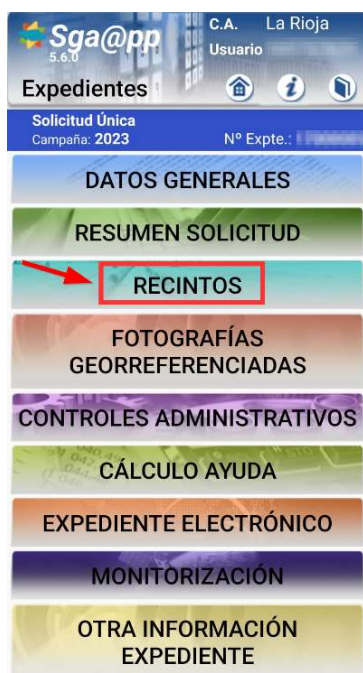 Sga@pp
5.6.0
C.A. La Rioja
Usuario
Expedientes
Solicitud Única
Campaña: 2023 Nº Expte.:
DATOS GENERALES
RESUMEN SOLICITUD
RECINTOS
FOTOGRAFÍAS
GEORREFERENCIADAS
CONTROLES ADMINISTRATIVOS
CÁLCULO AYUDA
EXPEDIENTE ELECTRÓNICO
MONITORIZACIÓN
OTRA INFORMACIÓN
EXPEDIENTE